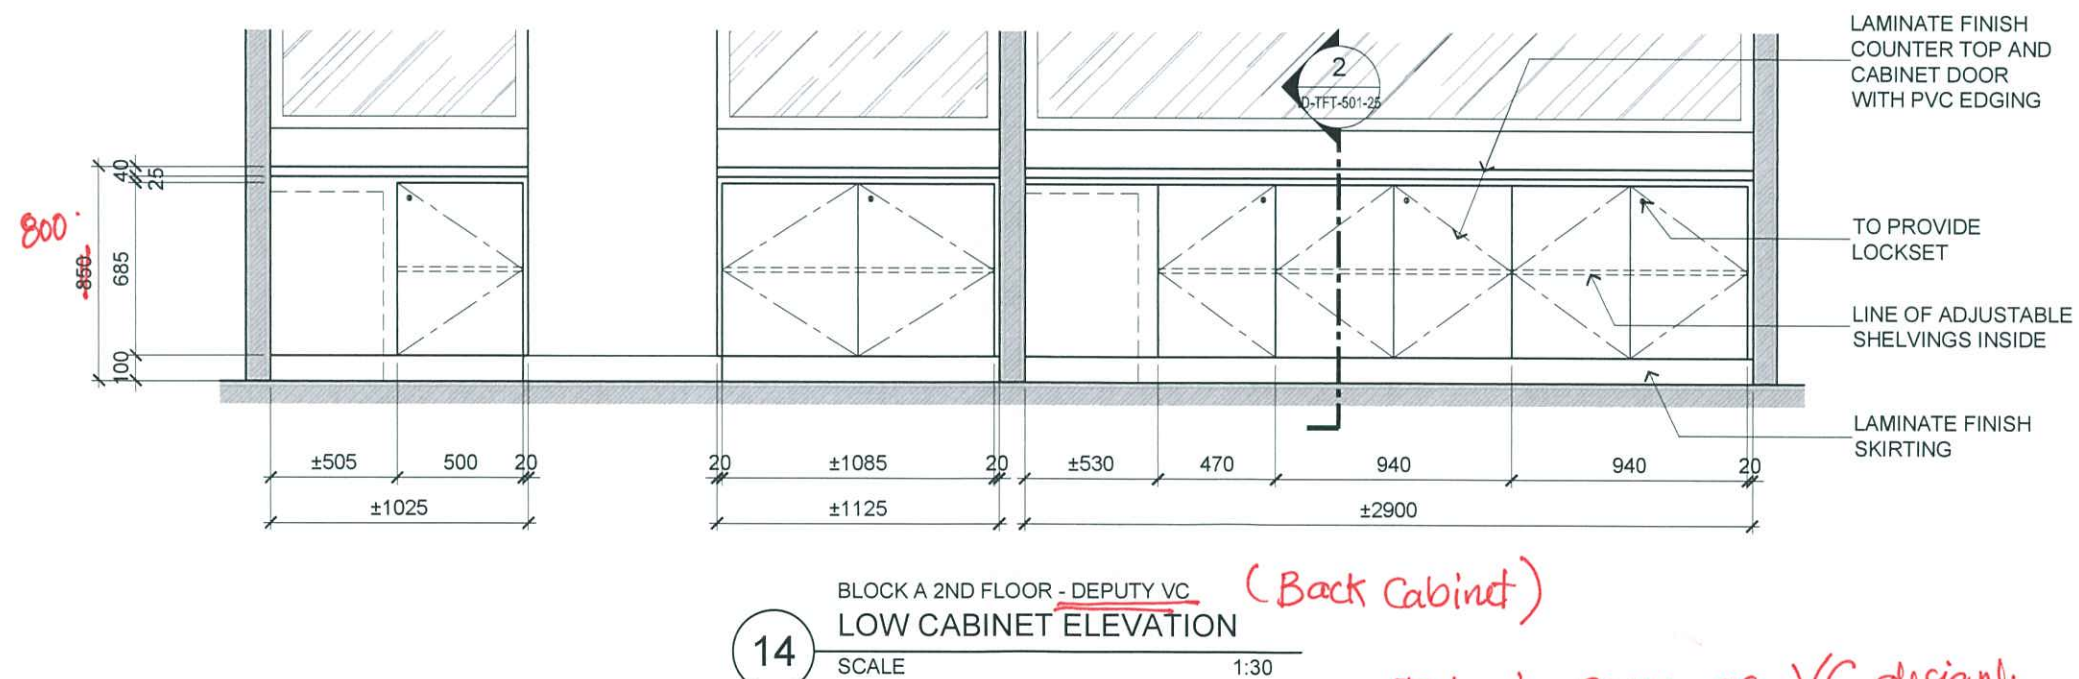 LAMINATE FINISH
COUNTER TOP AND
CABINET DOOR
WITH PVC EDGING
2
D-TFT-501-25
40
25
800
850
685
100
TO PROVIDE
LOCKSET
LINE OF ADJUSTABLE
SHELVINGS INSIDE
LAMINATE FINISH
SKIRTING
±505 500 20 20 ±1085 20 ±530 470 940 940 20
±1025 ±1125 ±2900
BLOCK A 2ND FLOOR - DEPUTY VC (Back Cabinet)
14
LOW CABINET ELEVATION
SCALE 1:30
VC design.